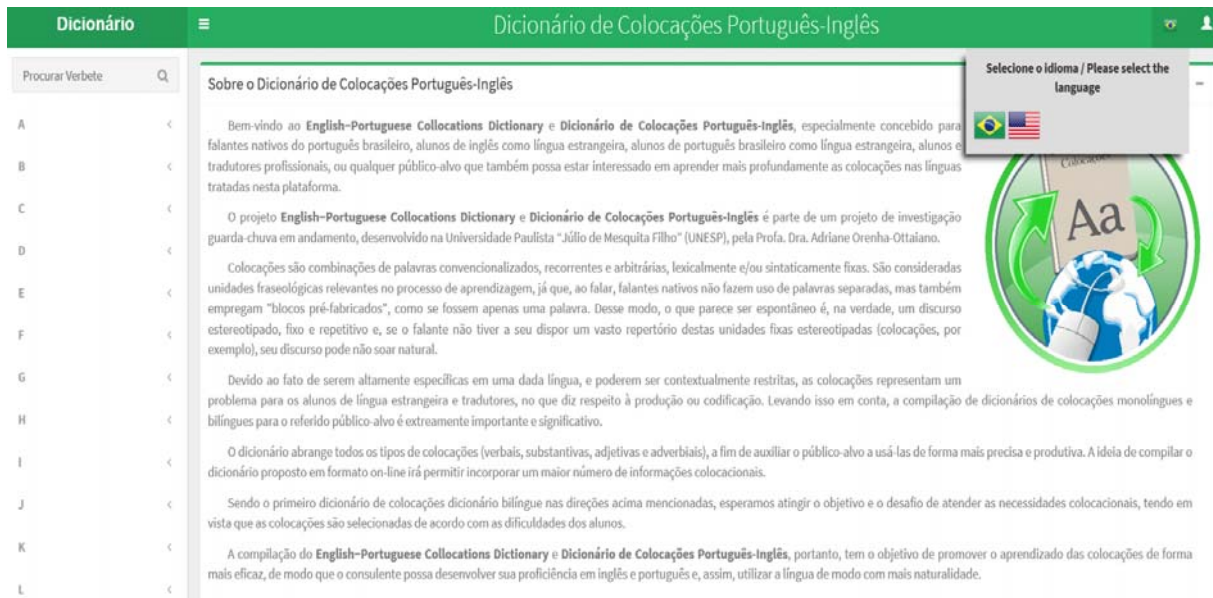 Dicionário
Dicionário de Colocações Português-Inglês
Procurar Verbete
A
B
C
D
E
F
G
H
I
J
K
L
Selecione o idioma / Please select the
language
Sobre o Dicionário de Colocações Português-Inglês
Bem-vindo ao English-Portuguese Collocations Dictionary e Dicionário de Colocações Português-Inglês, especialmente concebido para
falantes nativos do português brasileiro, alunos de inglês como língua estrangeira, alunos de português brasileiro como língua estrangeira, alunos e
tradutores profissionais, ou qualquer público-alvo que também possa estar interessado em aprender mais profundamente as colocações nas línguas
tratadas nesta plataforma.
O projeto English-Portuguese Collocations Dictionary e Dicionário de Colocações Português-Inglês é parte de um projeto de investigação
guarda-chuva em andamento, desenvolvido na Universidade Paulista "Júlio de Mesquita Filho" (UNESP), pela Profa. Dra. Adriane Orenha-Ottaiano.
Colocações são combinações de palavras convencionalizados, recorrentes e arbitrárias, lexicalmente e/ou sintaticamente fixas. São consideradas
unidades fraseológicas relevantes no processo de aprendizagem, já que, ao falar, falantes nativos não fazem uso de palavras separadas, mas também
empregam "blocos pré-fabricados", como se fossem apenas uma palavra. Desse modo, o que parece ser espontâneo é, na verdade, um discurso
estereotipado, fixo e repetitivo e, se o falante não tiver a seu dispor um vasto repertório destas unidades fixas estereotipadas (colocações, por
exemplo), seu discurso pode não soar natural.
Devido ao fato de serem altamente específicas em uma dada língua, e poderem ser contextualmente restritas, as colocações representam um
problema para os alunos de língua estrangeira e tradutores, no que diz respeito à produção ou codificação. Levando isso em conta, a compilação de dicionários de colocações monolíngues e
bilíngues para o referido público-alvo é extreamente importante e significativo.
O dicionário abrange todos os tipos de colocações (verbais, substantivas, adjetivas e adverbiais), a fim de auxiliar o público-alvo a usá-las de forma mais precisa e produtiva. A ideia de compilar o
dicionário proposto em formato on-line irá permitir incorporar um maior número de informações colocacionais.
Sendo o primeiro dicionário de colocações dicionário bilíngue nas direções acima mencionadas, esperamos atingir o objetivo e o desafio de atender as necessidades colocacionais, tendo em
vista que as colocações são selecionadas de acordo com as dificuldades dos alunos.
A compilação do English-Portuguese Collocations Dictionary e Dicionário de Colocações Português-Inglês, portanto, tem o objetivo de promover o aprendizado das colocações de forma
mais eficaz, de modo que o consulente possa desenvolver sua proficiência em inglês e português e, assim, utilizar a língua de modo com mais naturalidade.
Colocações
Aa